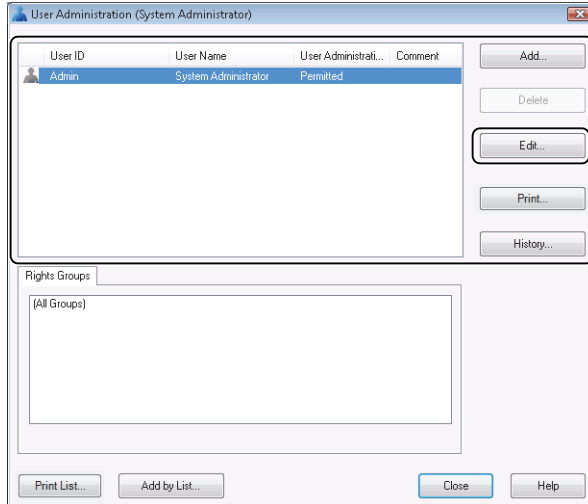 User Administration (System Administrator)
User ID User Name User Administrati... Comment
Admin System Administrator Permitted
Add...
Delete
Edit...
Print...
History...
Rights Groups
(All Groups)
Print List... Add by List... Close Help